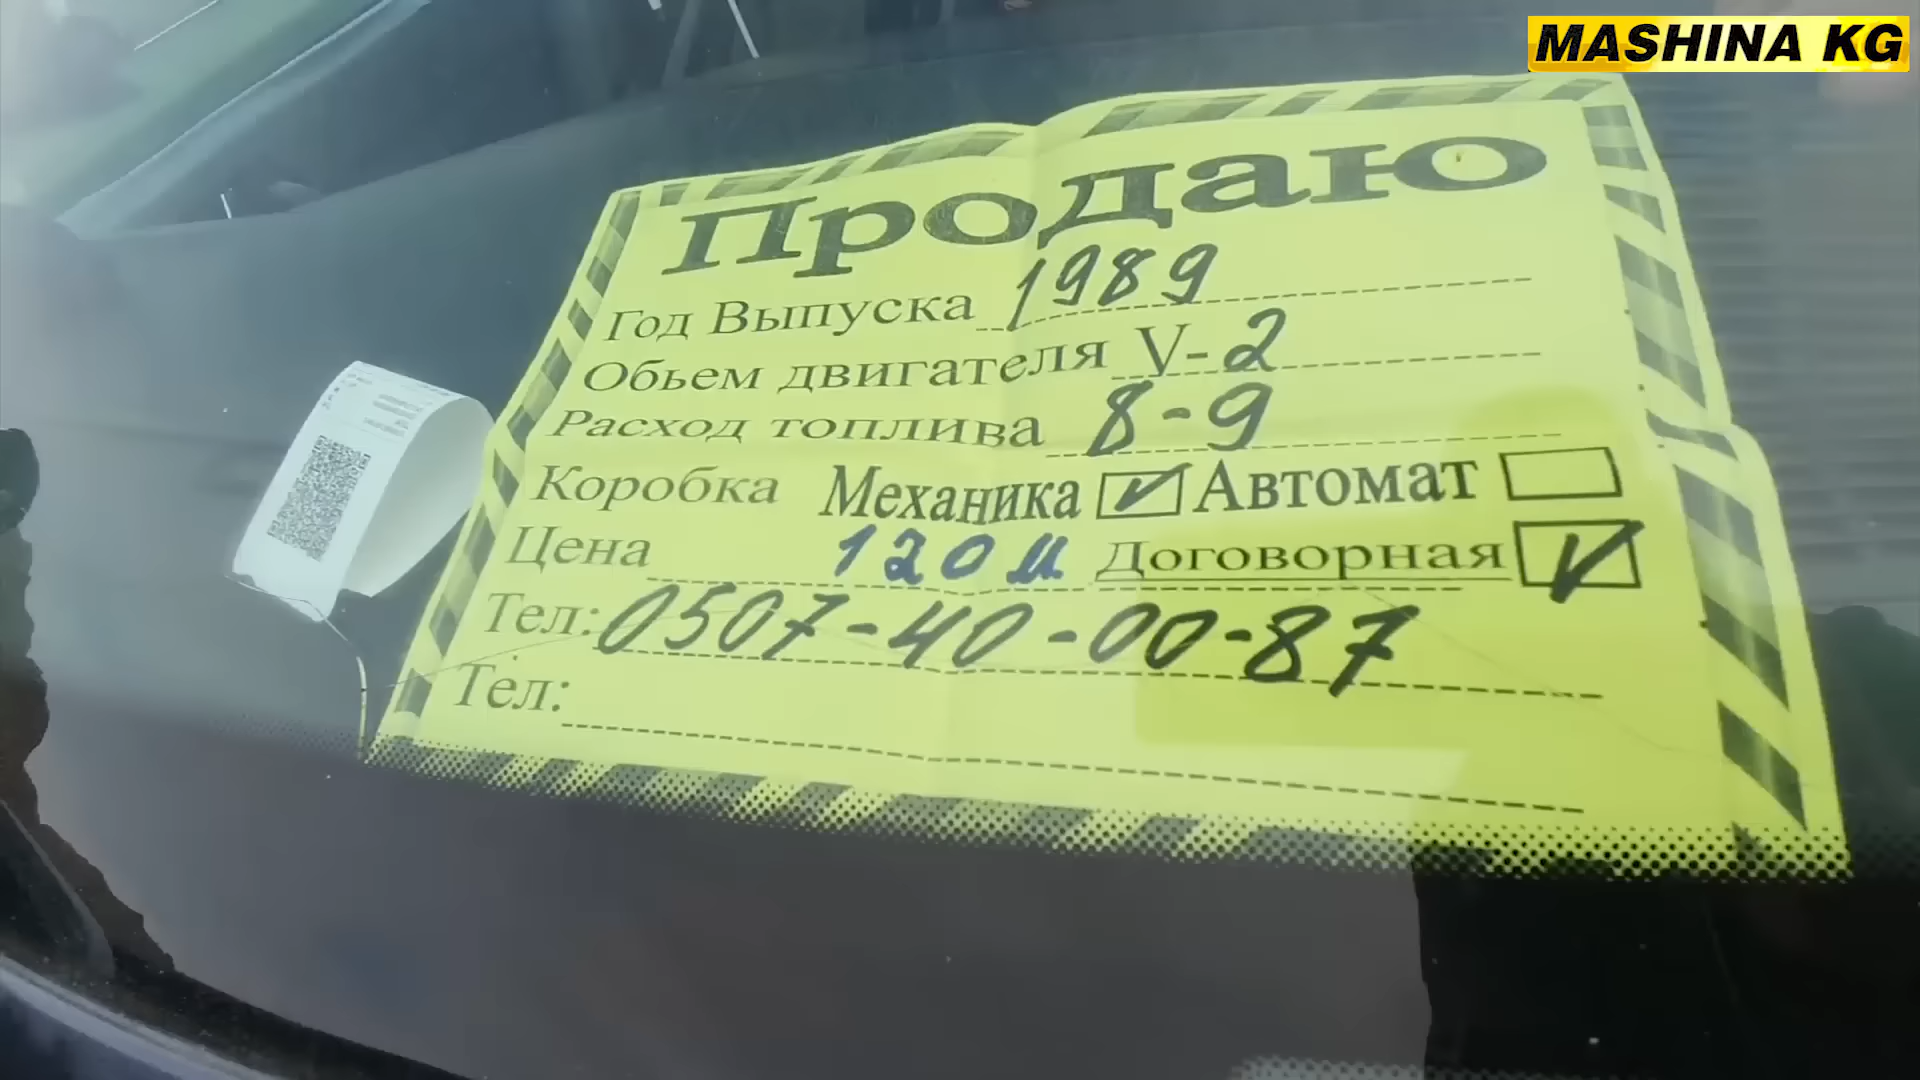 MASHINA KG
Продаю
Год Выпуска 1989
Обьем двигателя V-2
Расход топлива 8-9
Коробка Механика Автомат
Цена 120 м Договорная
Тел: 0507-40-00-87
Тел: